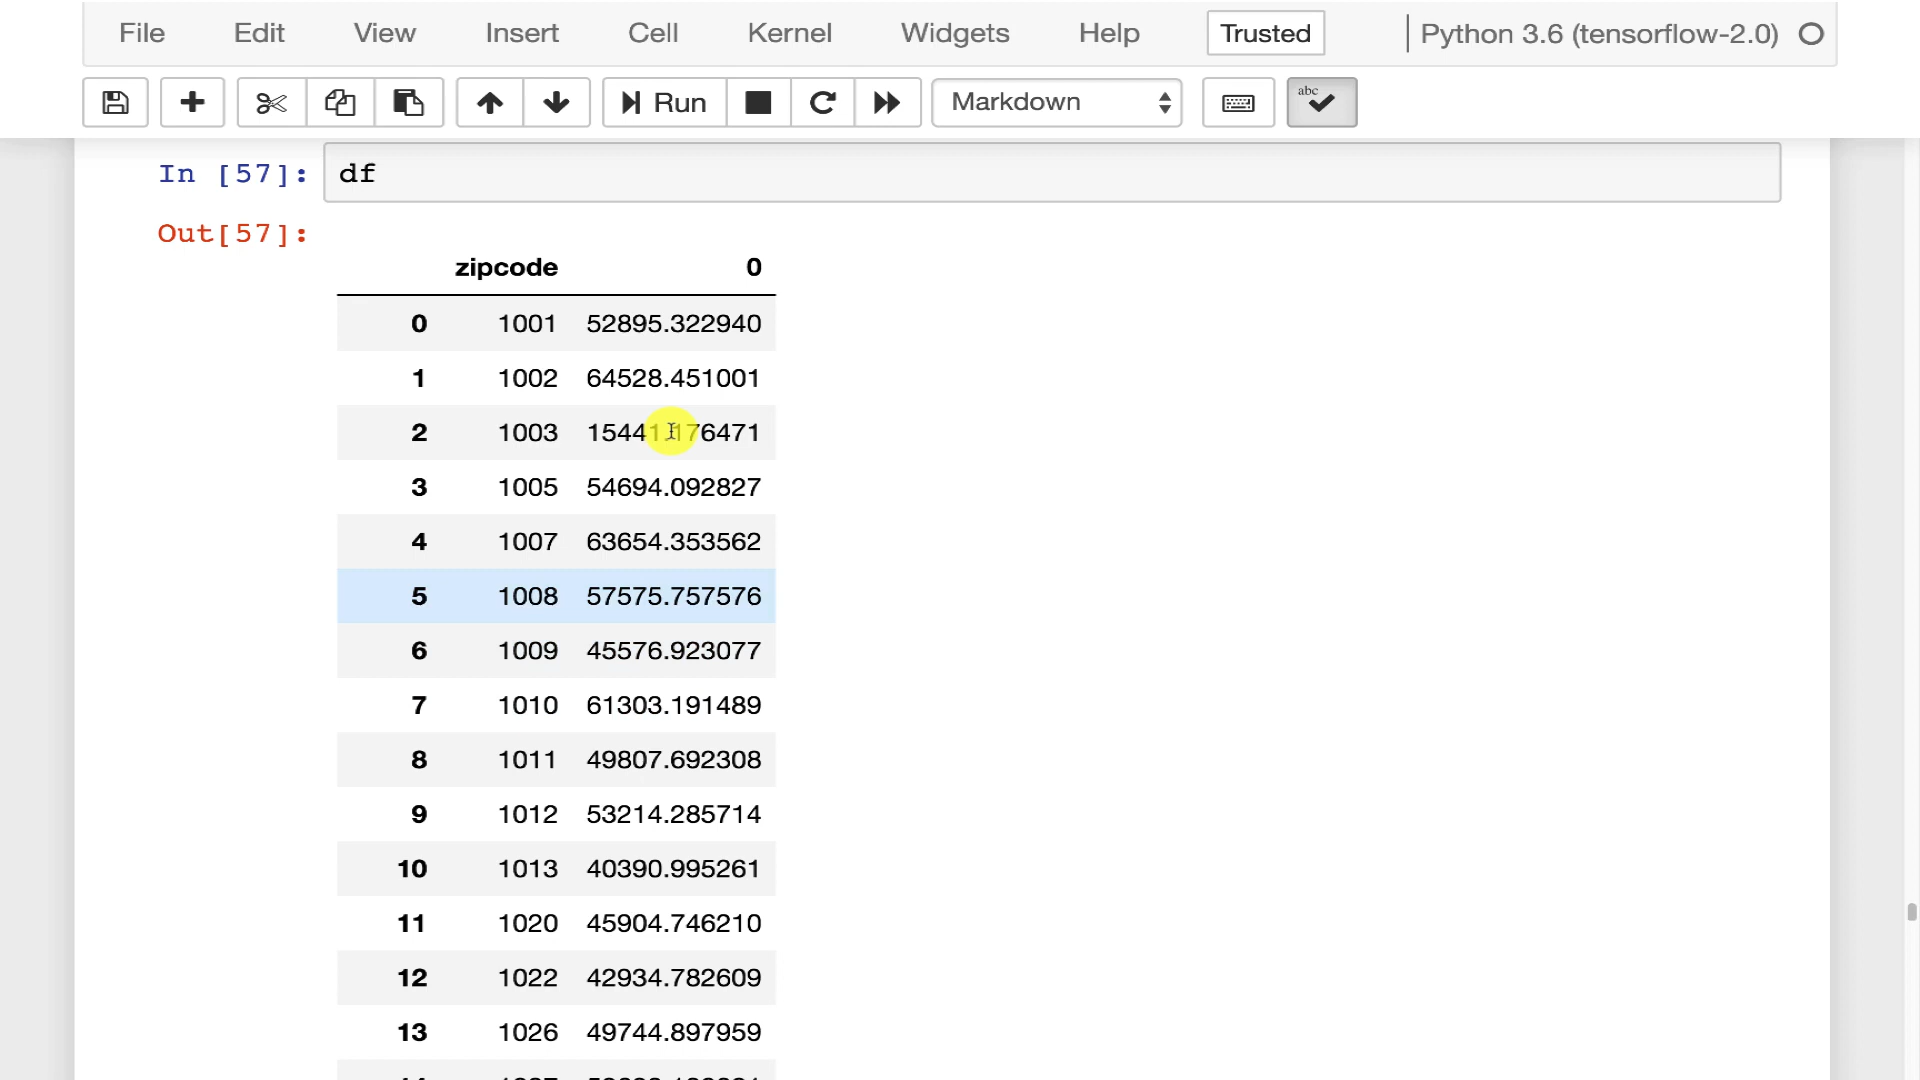 File Edit View Insert Cell Kernel Widgets Help Trusted Python 3.6 (tensorflow-2.0)
Run Markdown abc
In [57]: df
Out[57]:
zipcode 0
0 1001 52895.322940
1 1002 64528.451001
2 1003 15441.176471
3 1005 54694.092827
4 1007 63654.353562
5 1008 57575.757576
6 1009 45576.923077
7 1010 61303.191489
8 1011 49807.692308
9 1012 53214.285714
10 1013 40390.995261
11 1020 45904.746210
12 1022 42934.782609
13 1026 49744.897959